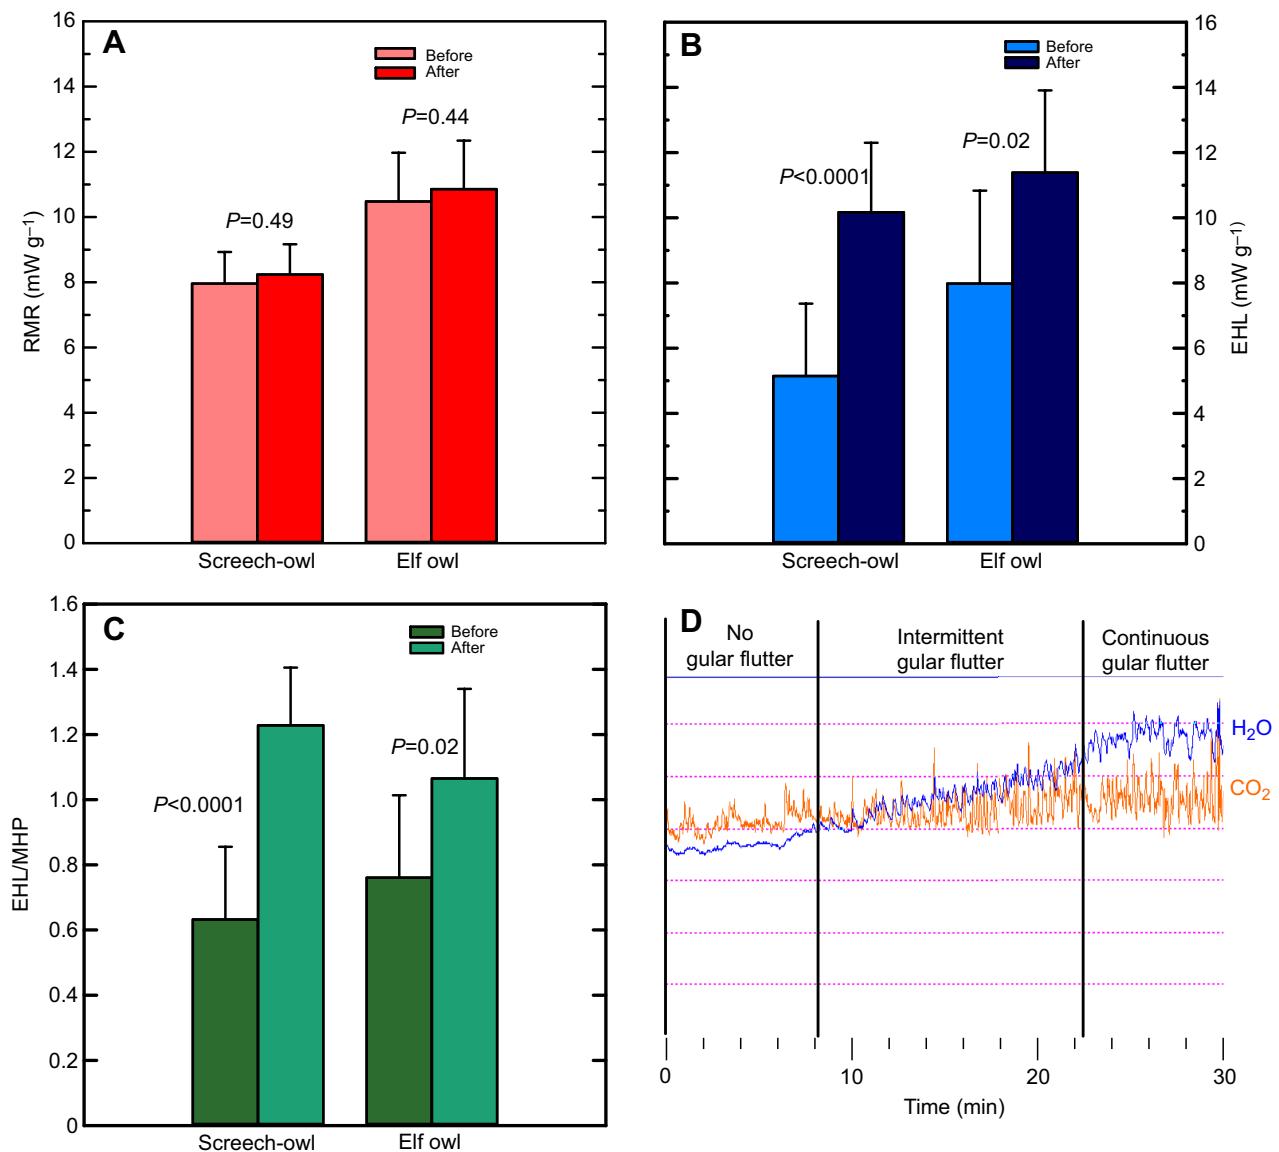 A
Before
After
P=0.49
P=0.44
RMR (mW g–1)
16
14
12
10
8
6
4
2
0
Screech-owl
Elf owl
B
Before
After
P<0.0001
P=0.02
EHL (mW g–1)
16
14
12
10
8
6
4
2
0
Screech-owl
Elf owl
C
Before
After
P<0.0001
P=0.02
EHL/MHP
1.6
1.4
1.2
1.0
0.8
0.6
0.4
0.2
0
Screech-owl
Elf owl
D
No
gular flutter
Intermittent
gular flutter
Continuous
gular flutter
H2O
CO2
0
10
20
30
Time (min)